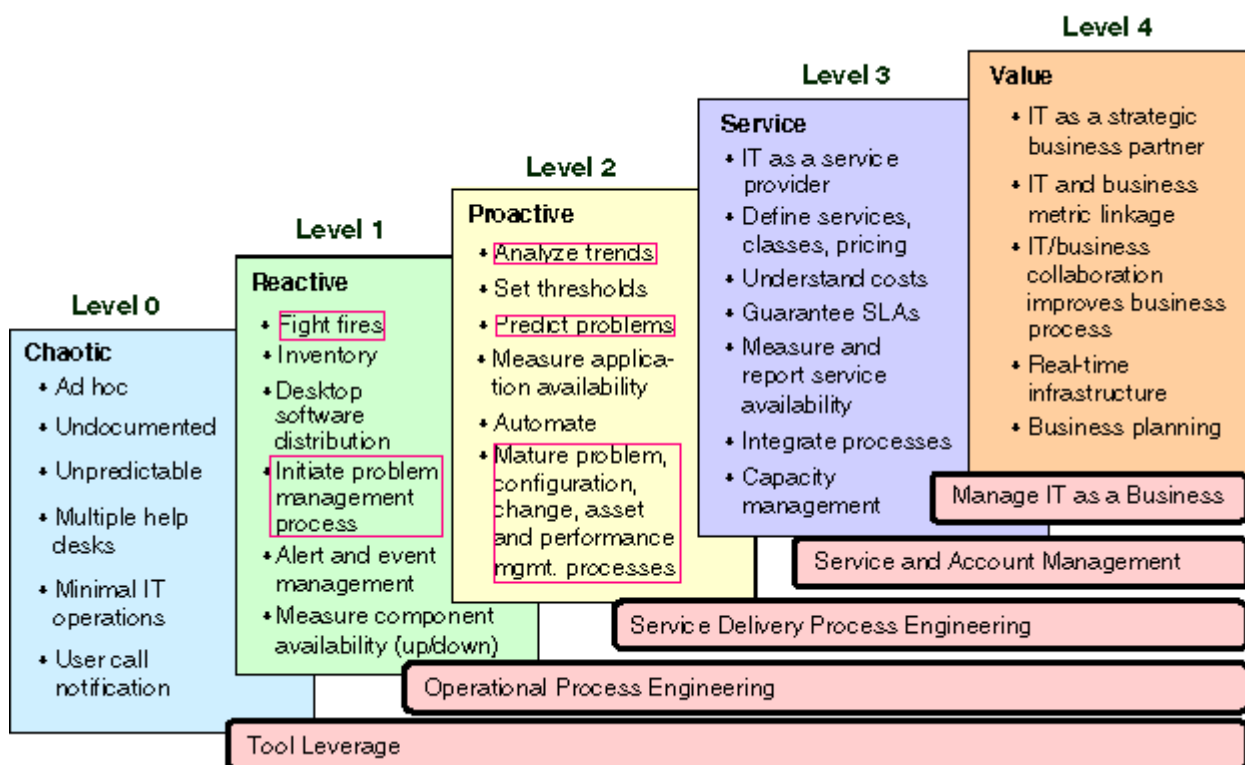 Level 0
Chaotic
• Ad hoc
• Undocumented
• Unpredictable
• Multiple help
desks
• Minimal IT
operations
• User call
notification
Level 1
Reactive
• Fight fires
• Inventory
• Desktop
software
distribution
• Initiate problem
management
process
• Alert and event
management
• Measure component
availability (up/down)
Level 2
Proactive
• Analyze trends
• Set thresholds
• Predict problems
• Measure applica-
tion availability
• Automate
• Mature problem,
configuration,
change, asset
and performance
mgmt. processes
Level 3
Service
• IT as a service
provider
• Define services,
classes, pricing
• Understand costs
• Guarantee SLAs
• Measure and
report service
availability
• Integrate processes
• Capacity
management
Level 4
Value
• IT as a strategic
business partner
• IT and business
metric linkage
• IT/business
collaboration
improves business
process
• Real-time
infrastructure
• Business planning
Manage IT as a Business
Service and Account Management
Service Delivery Process Engineering
Operational Process Engineering
Tool Leverage